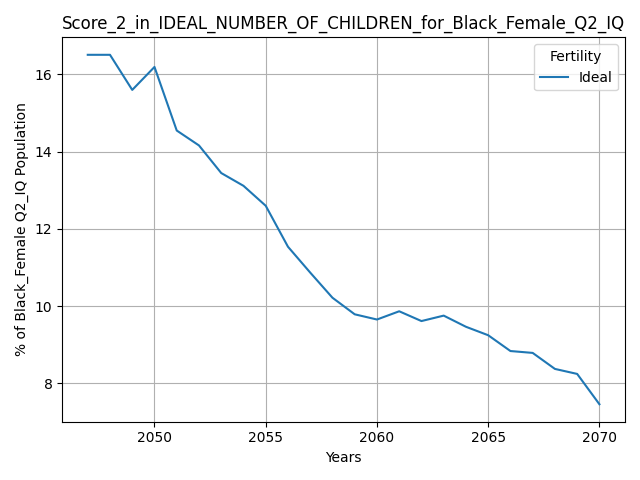 Score_2_in_IDEAL_NUMBER_OF_CHILDREN_for_Black_Female_Q2_IQ
Fertility
Ideal
% of Black_Female Q2_IQ Population
16
14
12
10
8
2050
2055
2060
2065
2070
Years